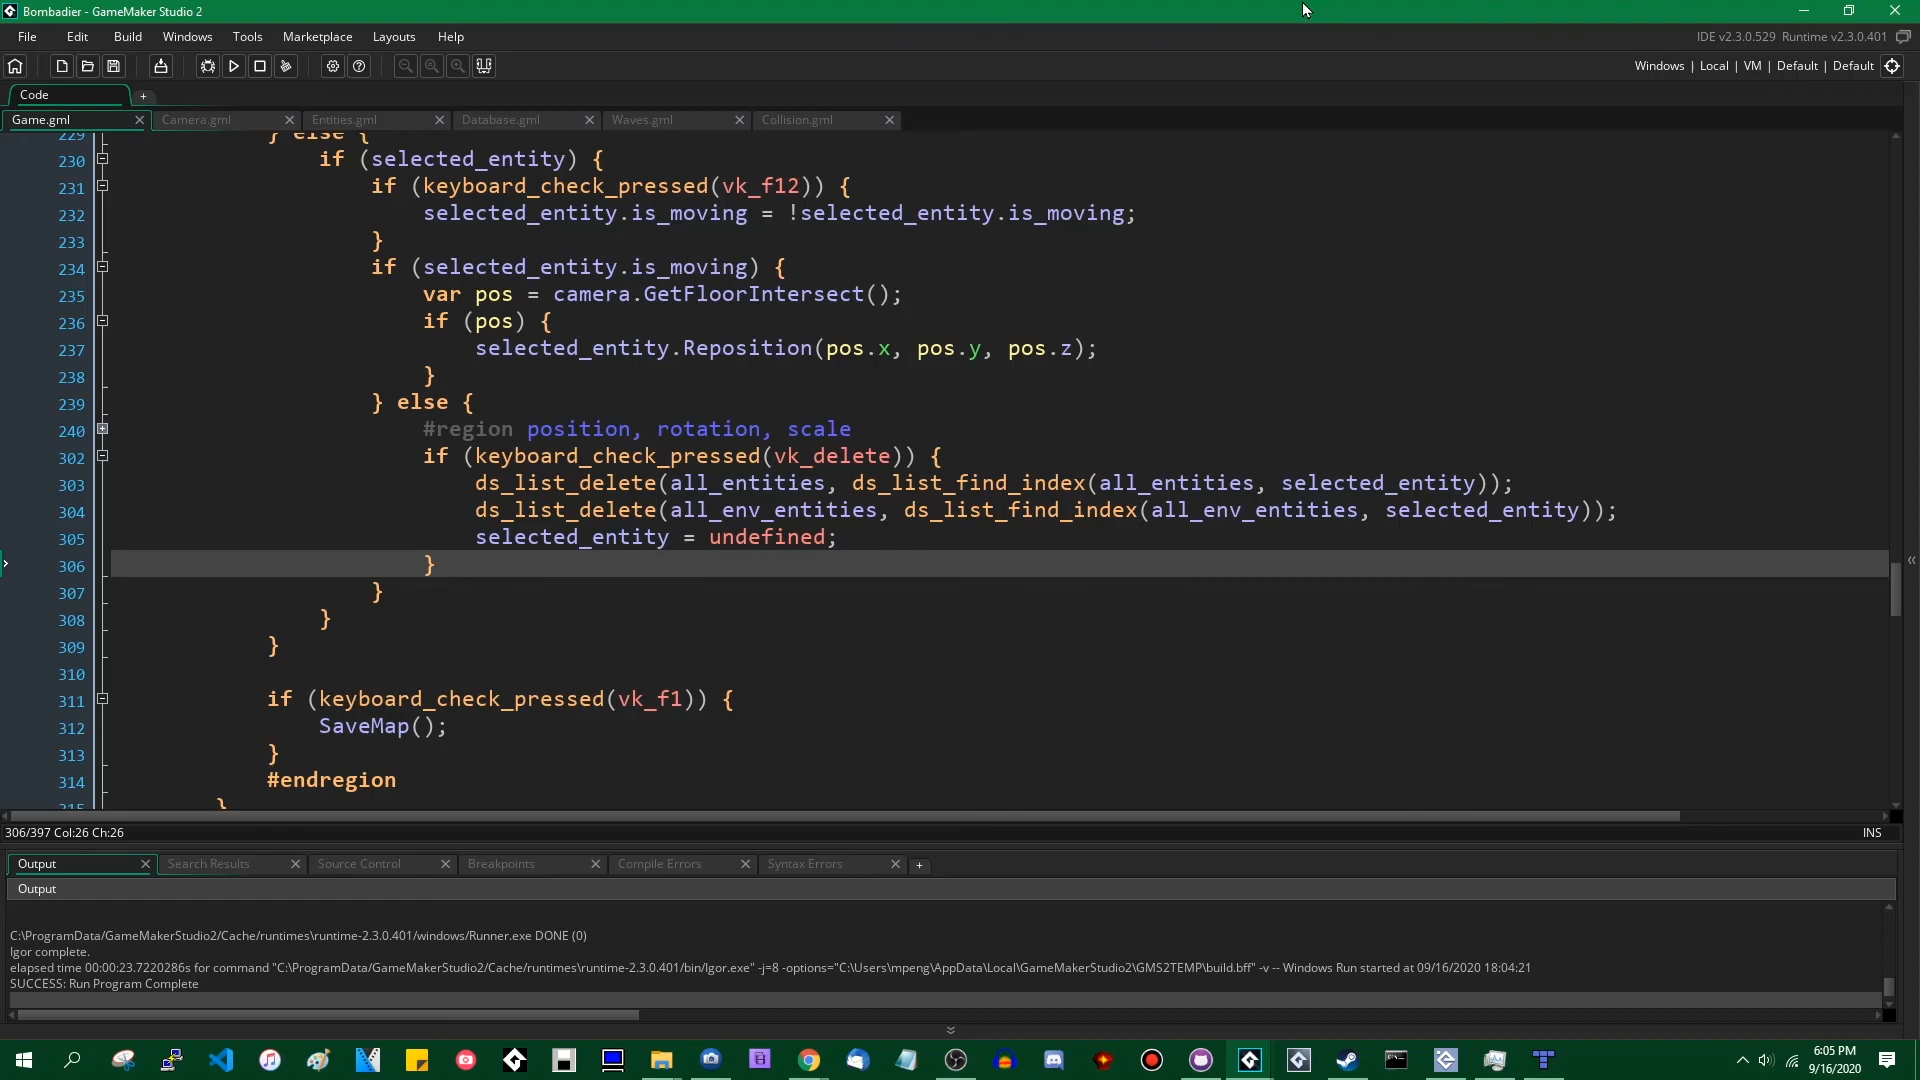 Bombadier - GameMaker Studio 2
File Edit Build Windows Tools Marketplace Layouts Help
IDE v2.3.0.529 Runtime v2.3.0.401
Windows | Local | VM | Default | Default
Code
Game.gml Camera.gml Entities.gml Database.gml Waves.gml Collision.gml
229 } else {
230 if (selected_entity) {
231 if (keyboard_check_pressed(vk_f12)) {
232 selected_entity.is_moving = !selected_entity.is_moving;
233 }
234 if (selected_entity.is_moving) {
235 var pos = camera.GetFloorIntersect();
236 if (pos) {
237 selected_entity.Reposition(pos.x, pos.y, pos.z);
238 }
239 } else {
240 #region position, rotation, scale
302 if (keyboard_check_pressed(vk_delete)) {
303 ds_list_delete(all_entities, ds_list_find_index(all_entities, selected_entity));
304 ds_list_delete(all_env_entities, ds_list_find_index(all_env_entities, selected_entity));
305 selected_entity = undefined;
306 }
307 }
308 }
309 }
310
311 if (keyboard_check_pressed(vk_f1)) {
312 SaveMap();
313 }
314 #endregion
315 }
306/397 Col:26 Ch:26
INS
Output Search Results Source Control Breakpoints Compile Errors Syntax Errors
Output
C:\ProgramData/GameMakerStudio2/Cache/runtimes\runtime-2.3.0.401/windows/Runner.exe DONE (0)
Igor complete.
elapsed time 00:00:23.7220286s for command "C:\ProgramData/GameMakerStudio2/Cache/runtimes\runtime-2.3.0.401/bin/Igor.exe" -j=8 -options="C:\Users\mpeng\AppData\Local\GameMakerStudio2\GMS2TEMP\build.bff" -v -- Windows Run started at 09/16/2020 18:04:21
SUCCESS: Run Program Complete
6:05 PM
9/16/2020